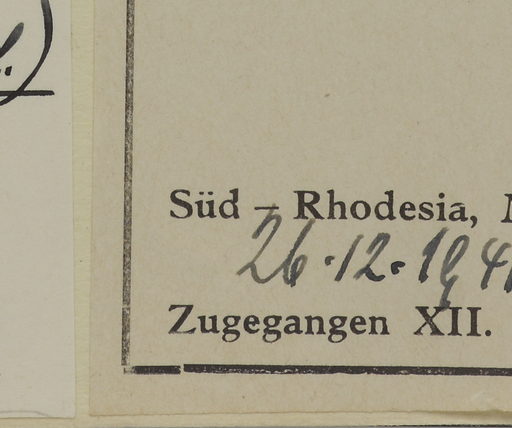 Süd – Rhodesia,
26.12.194
Zugegangen XII.